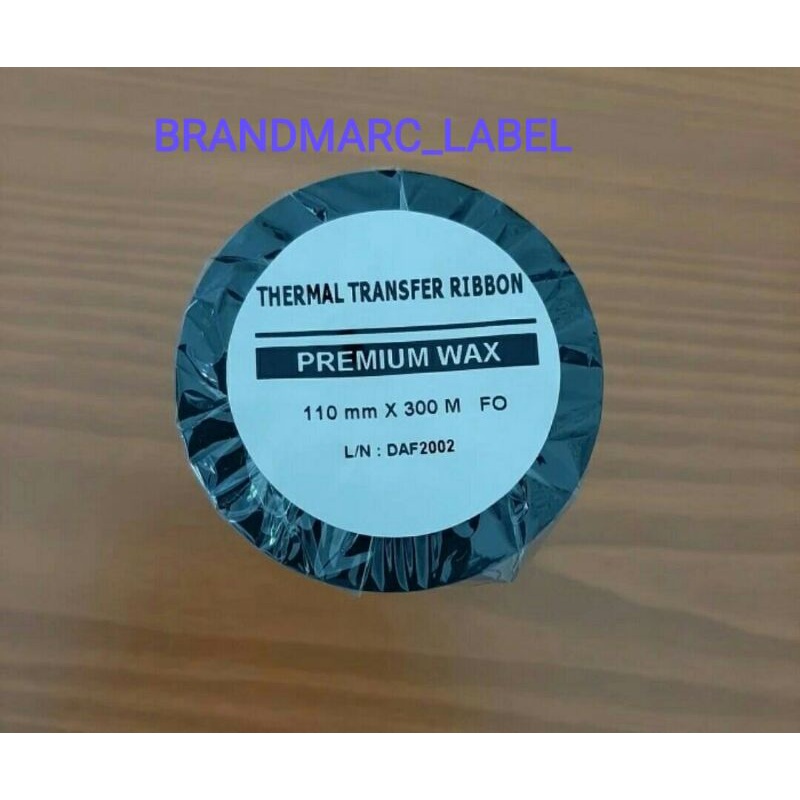 BRANDMARC_LABEL
THERMAL TRANSFER RIBBON
PREMIUM WAX
110 mm X 300 M FO
L/N : DAF2002